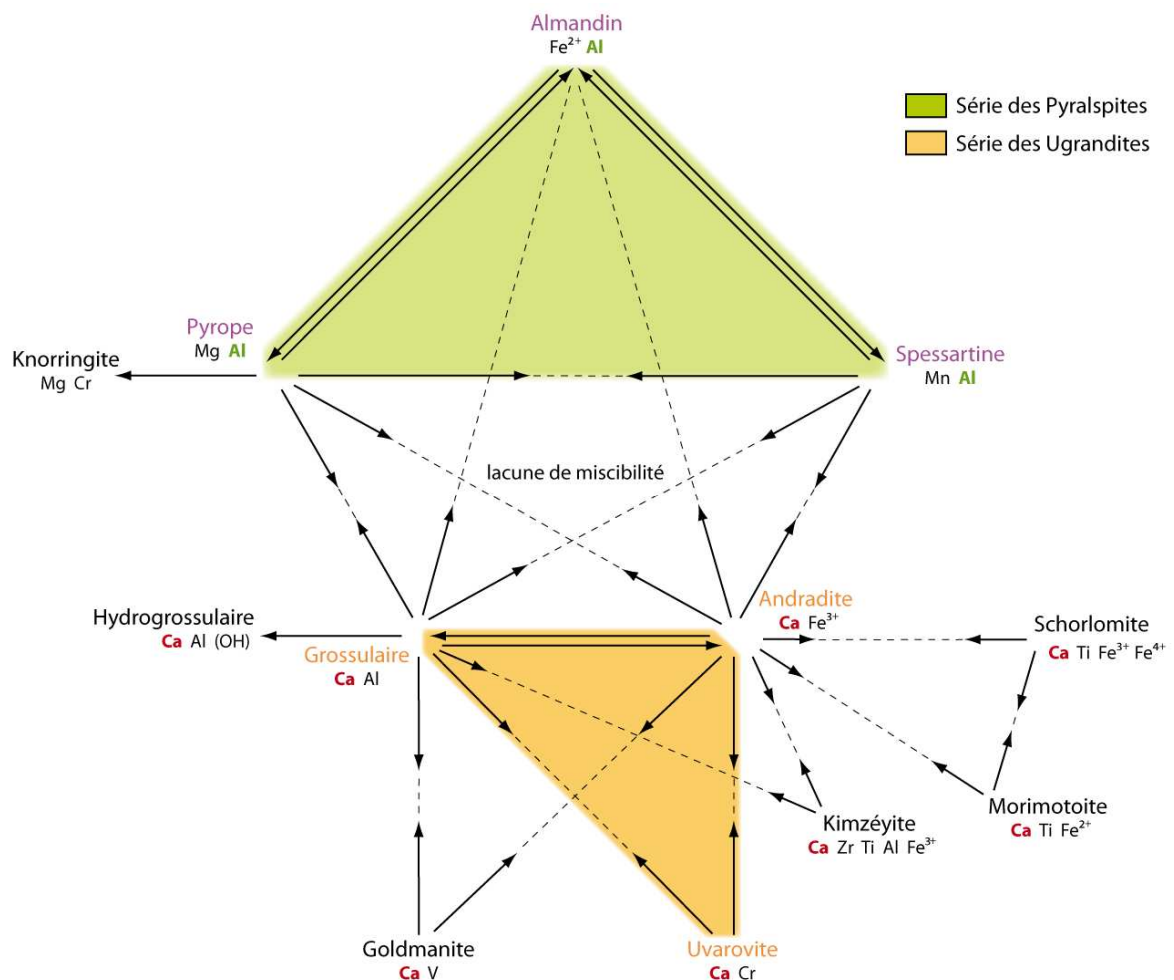 Almandin
Fe²⁺ Al
Série des Pyralspites
Série des Ugrandites
Pyrope
Mg Al
Knorringite
Mg Cr
Spessartine
Mn Al
lacune de miscibilité
Andradite
Ca Fe³⁺
Hydrogrossulaire
Ca Al (OH)
Grossulaire
Ca Al
Schorlomite
Ca Ti Fe³⁺ Fe⁴⁺
Kimzéyite
Ca Zr Ti Al Fe³⁺
Morimotoite
Ca Ti Fe²⁺
Goldmanite
Ca V
Uvarovite
Ca Cr